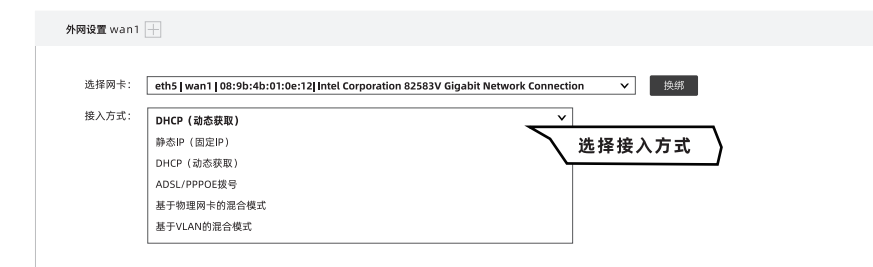 外网设置 wan1
选择网卡： eth5 | wan1 | 08:9b:4b:01:0e:12| Intel Corporation 82583V Gigabit Network Connection 换绑
接入方式： DHCP（动态获取）
静态IP（固定IP）
DHCP（动态获取）
ADSL/PPPOE拨号
基于物理网卡的混合模式
基于VLAN的混合模式
选择接入方式